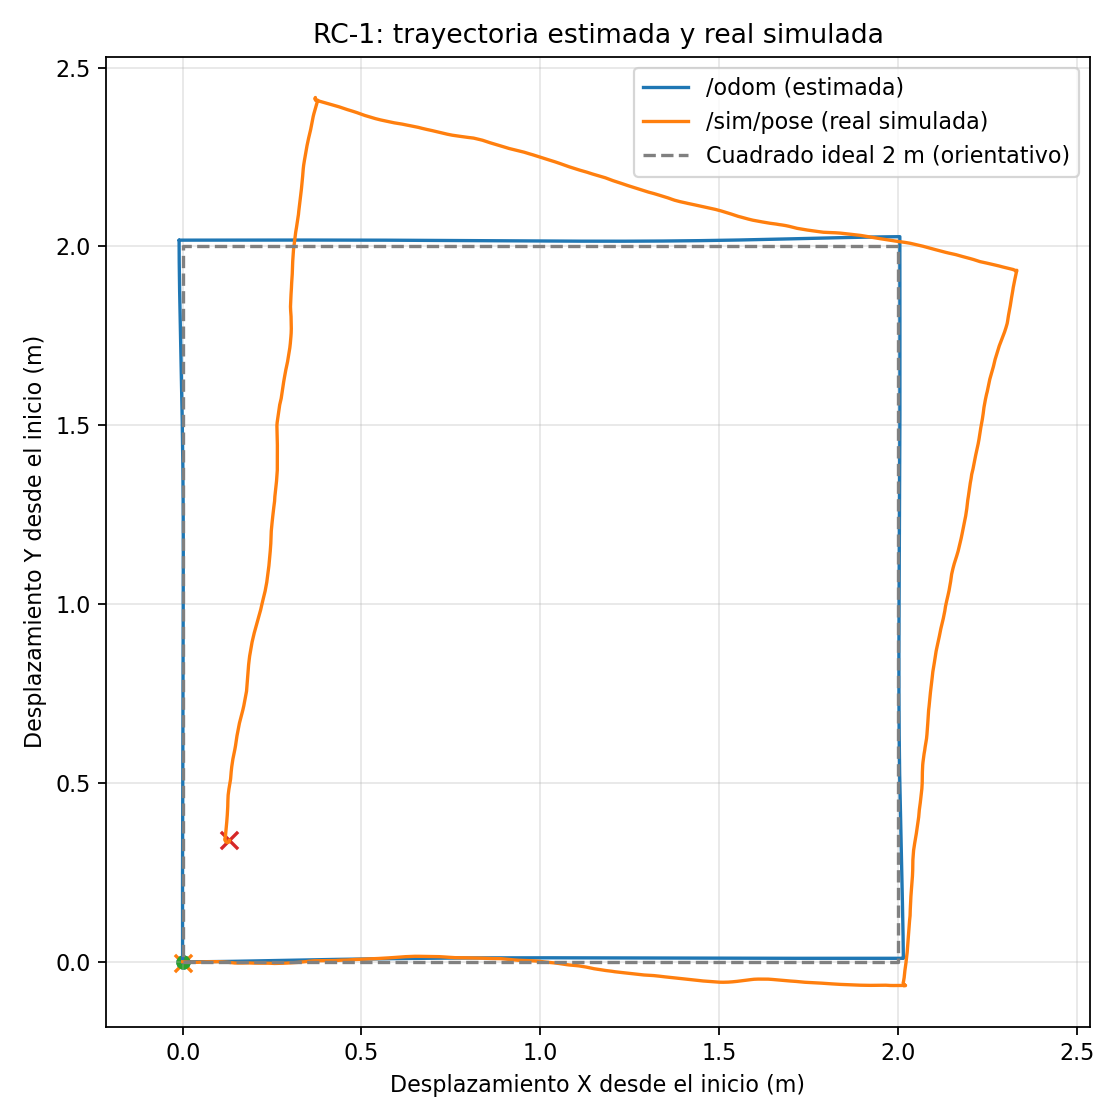 RC-1: trayectoria estimada y real simulada
/odom (estimada)
/sim/pose (real simulada)
Cuadrado ideal 2 m (orientativo)
Desplazamiento Y desde el inicio (m)
2.5
2.0
1.5
1.0
0.5
0.0
0.0 0.5 1.0 1.5 2.0 2.5
Desplazamiento X desde el inicio (m)